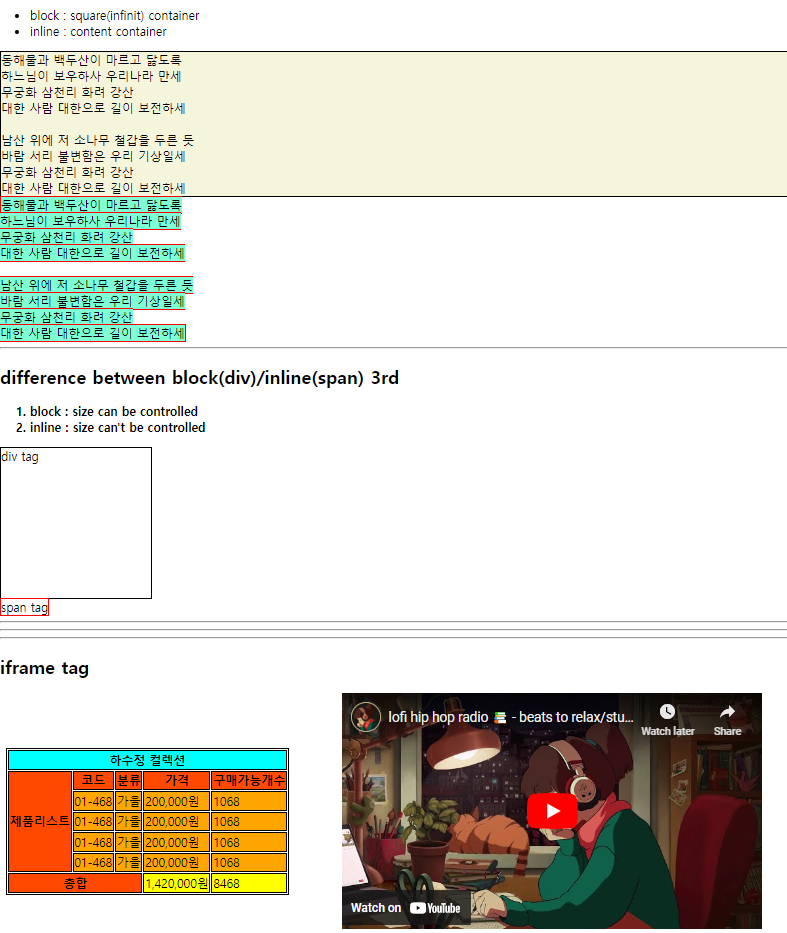 block : square(infinit) container
inline : content container
동해물과 백두산이 마르고 닳도록
하느님이 보우하사 우리나라 만세
무궁화 삼천리 화려 강산
대한 사람 대한으로 길이 보전하세
남산 위에 저 소나무 철갑을 두른 듯
바람 서리 불변함은 우리 기상일세
무궁화 삼천리 화려 강산
대한 사람 대한으로 길이 보전하세
동해물과 백두산이 마르고 닳도록
하느님이 보우하사 우리나라 만세
무궁화 삼천리 화려 강산
대한 사람 대한으로 길이 보전하세
남산 위에 저 소나무 철갑을 두른 듯
바람 서리 불변함은 우리 기상일세
무궁화 삼천리 화려 강산
대한 사람 대한으로 길이 보전하세
difference between block(div)/inline(span) 3rd
1. block : size can be controlled
2. inline : size can't be controlled
div tag
span tag
iframe tag
하수정 컬렉션
제품리스트 코드 분류 가격 구매가능개수
01-468 가을 200,000원 1068
01-468 가을 200,000원 1068
01-468 가을 200,000원 1068
01-468 가을 200,000원 1068
총합 1,420,000원 8468
lofi hip hop radio 📚 - beats to relax/stu...
Watch later
Share
Watch on YouTube